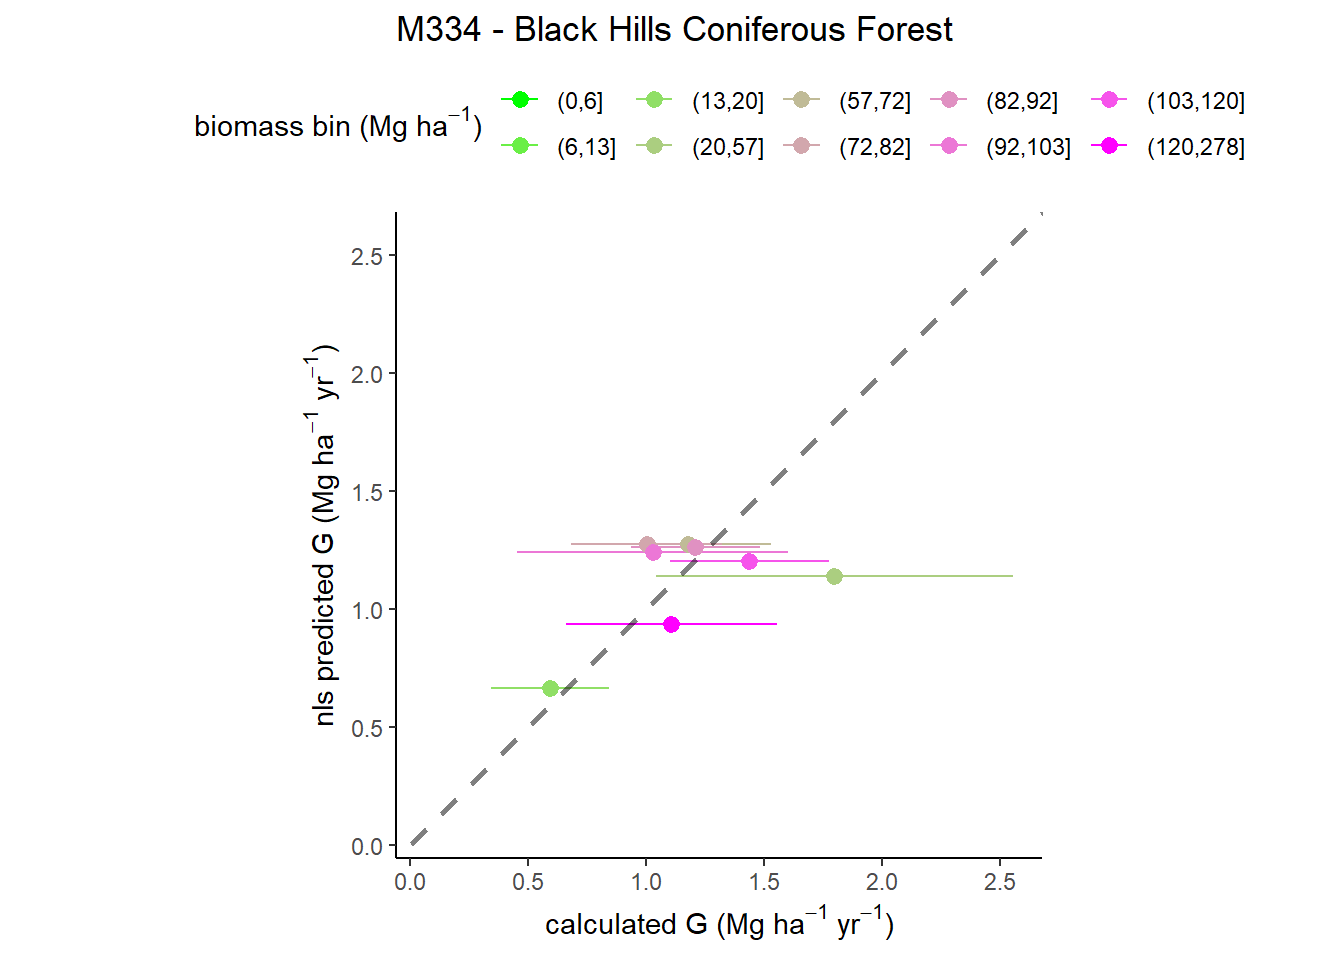 M334 - Black Hills Coniferous Forest
biomass bin (Mg ha⁻¹)
(0,6] (13,20] (57,72] (82,92] (103,120]
(6,13] (20,57] (72,82] (92,103] (120,278]
nls predicted G (Mg ha⁻¹ yr⁻¹)
2.5
2.0
1.5
1.0
0.5
0.0
0.0 0.5 1.0 1.5 2.0 2.5
calculated G (Mg ha⁻¹ yr⁻¹)